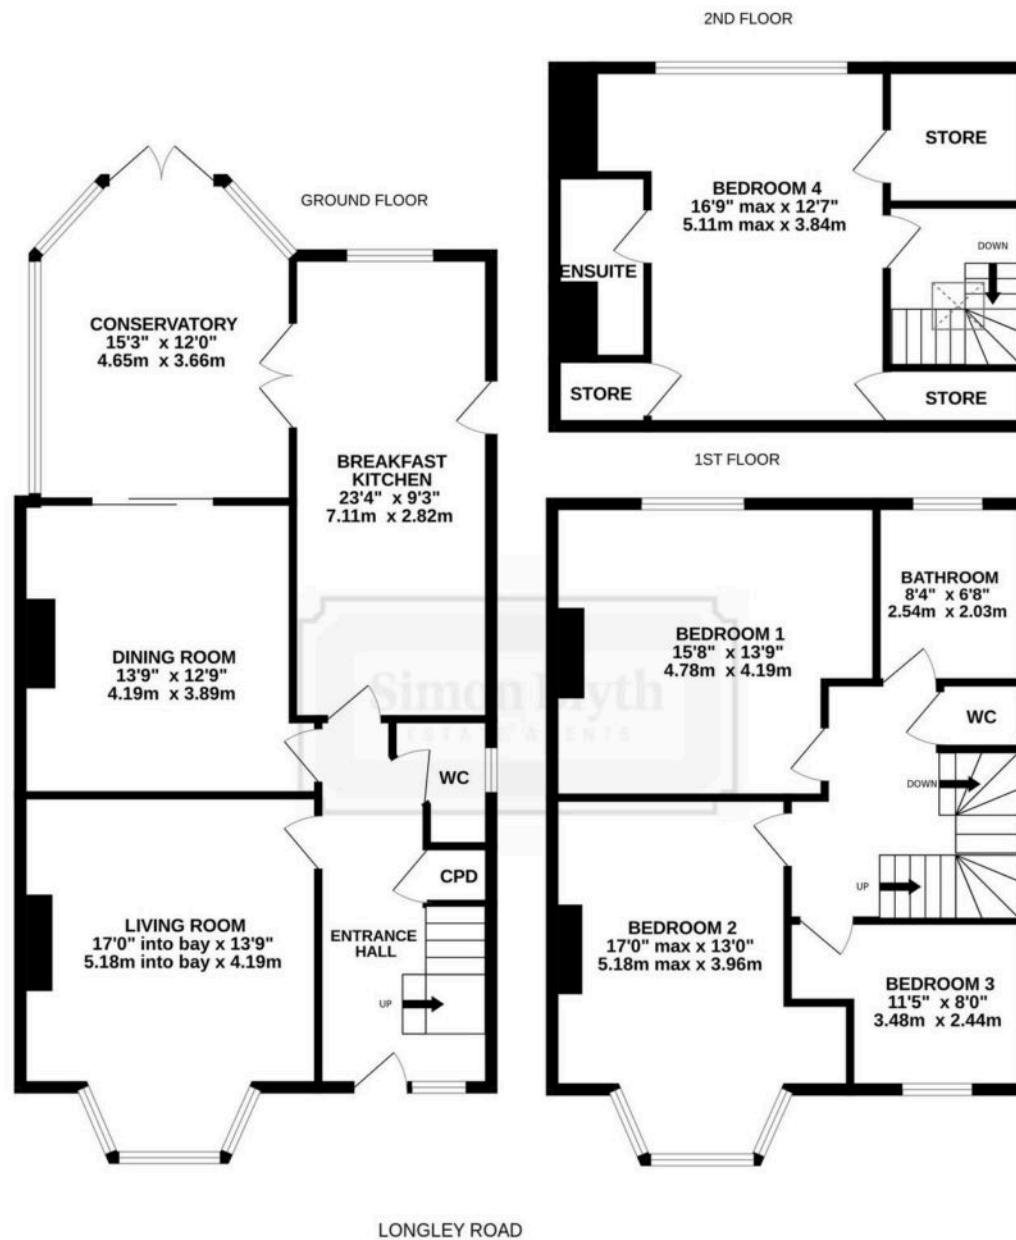 2ND FLOOR
STORE
BEDROOM 4
16'9" max x 12'7"
5.11m max x 3.84m
DOWN
ENSUITE
STORE
STORE
GROUND FLOOR
CONSERVATORY
15'3" x 12'0"
4.65m x 3.66m
BREAKFAST
KITCHEN
23'4" x 9'3"
7.11m x 2.82m
DINING ROOM
13'9" x 12'9"
4.19m x 3.89m
WC
CPD
LIVING ROOM
17'0" into bay x 13'9"
5.18m into bay x 4.19m
ENTRANCE
HALL
UP
1ST FLOOR
BATHROOM
8'4" x 6'8"
2.54m x 2.03m
BEDROOM 1
15'8" x 13'9"
4.78m x 4.19m
WC
DOWN
UP
BEDROOM 2
17'0" max x 13'0"
5.18m max x 3.96m
BEDROOM 3
11'5" x 8'0"
3.48m x 2.44m
Simon Blyth
ESTATE AGENTS
LONGLEY ROAD